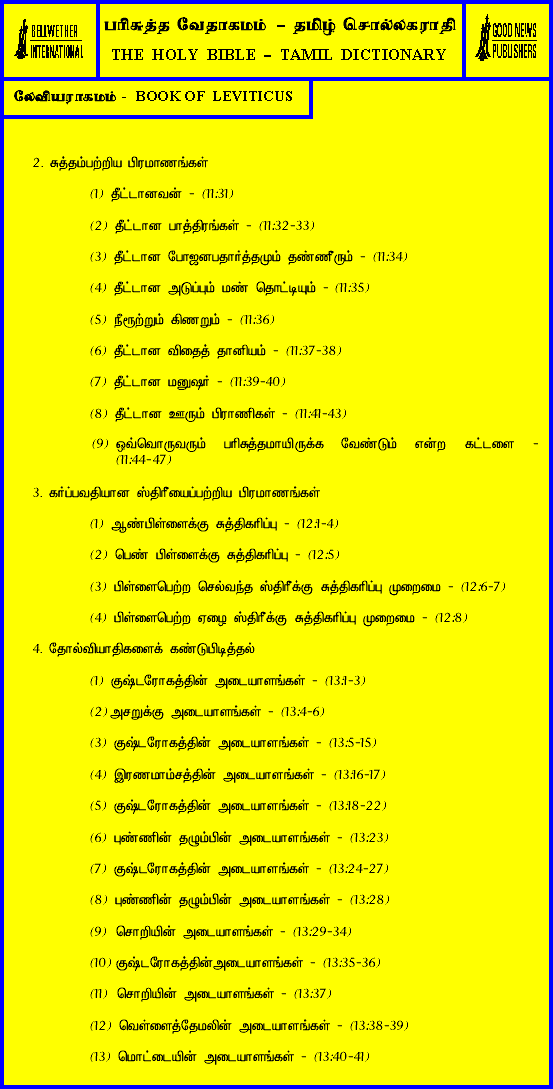 BELLWETHER
INTERNATIONAL
பரிசுத்த வேதாகமம் – தமிழ் சொல்லகராதி
THE HOLY BIBLE – TAMIL DICTIONARY
GOOD NEWS
PUBLISHERS
லேவியராகமம் - BOOK OF LEVITICUS
2. சுத்தம்பற்றிய பிரமாணங்கள்
(1) தீட்டானவன் - (11:31)
(2) தீட்டான பாத்திரங்கள் - (11:32-33)
(3) தீட்டான போஜனபதார்த்தமும் தண்ணீரும் - (11:34)
(4) தீட்டான அடுப்பும் மண் தொட்டியும் - (11:35)
(5) நீரூற்றும் கிணறும் - (11:36)
(6) தீட்டான விதைத் தானியம் - (11:37-38)
(7) தீட்டான மனுஷர் - (11:39-40)
(8) தீட்டான ஊரும் பிராணிகள் - (11:41-43)
(9) ஒவ்வொருவரும் பரிசுத்தமாயிருக்க வேண்டும் என்ற கட்டளை -
(11:44-47)
3. கர்ப்பவதியான ஸ்திரீயைப்பற்றிய பிரமாணங்கள்
(1) ஆண்பிள்ளைக்கு சுத்திகரிப்பு - (12:1-4)
(2) பெண் பிள்ளைக்கு சுத்திகரிப்பு - (12:5)
(3) பிள்ளைபெற்ற செல்வந்த ஸ்திரீக்கு சுத்திகரிப்பு முறைமை - (12:6-7)
(4) பிள்ளைபெற்ற ஏழை ஸ்திரீக்கு சுத்திகரிப்பு முறைமை - (12:8)
4. தோல்வியாதிகளைக் கண்டுபிடித்தல்
(1) குஷ்டரோகத்தின் அடையாளங்கள் - (13:1-3)
(2) அசறுக்கு அடையாளங்கள் - (13:4-6)
(3) குஷ்டரோகத்தின் அடையாளங்கள் - (13:5-15)
(4) இரணமாம்சத்தின் அடையாளங்கள் - (13:16-17)
(5) குஷ்டரோகத்தின் அடையாளங்கள் - (13:18-22)
(6) புண்ணின் தழும்பின் அடையாளங்கள் - (13:23)
(7) குஷ்டரோகத்தின் அடையாளங்கள் - (13:24-27)
(8) புண்ணின் தழும்பின் அடையாளங்கள் - (13:28)
(9) சொறியின் அடையாளங்கள் - (13:29-34)
(10) குஷ்டரோகத்தின்அடையாளங்கள் - (13:35-36)
(11) சொறியின் அடையாளங்கள் - (13:37)
(12) வெள்ளைத்தேமலின் அடையாளங்கள் - (13:38-39)
(13) மொட்டையின் அடையாளங்கள் - (13:40-41)